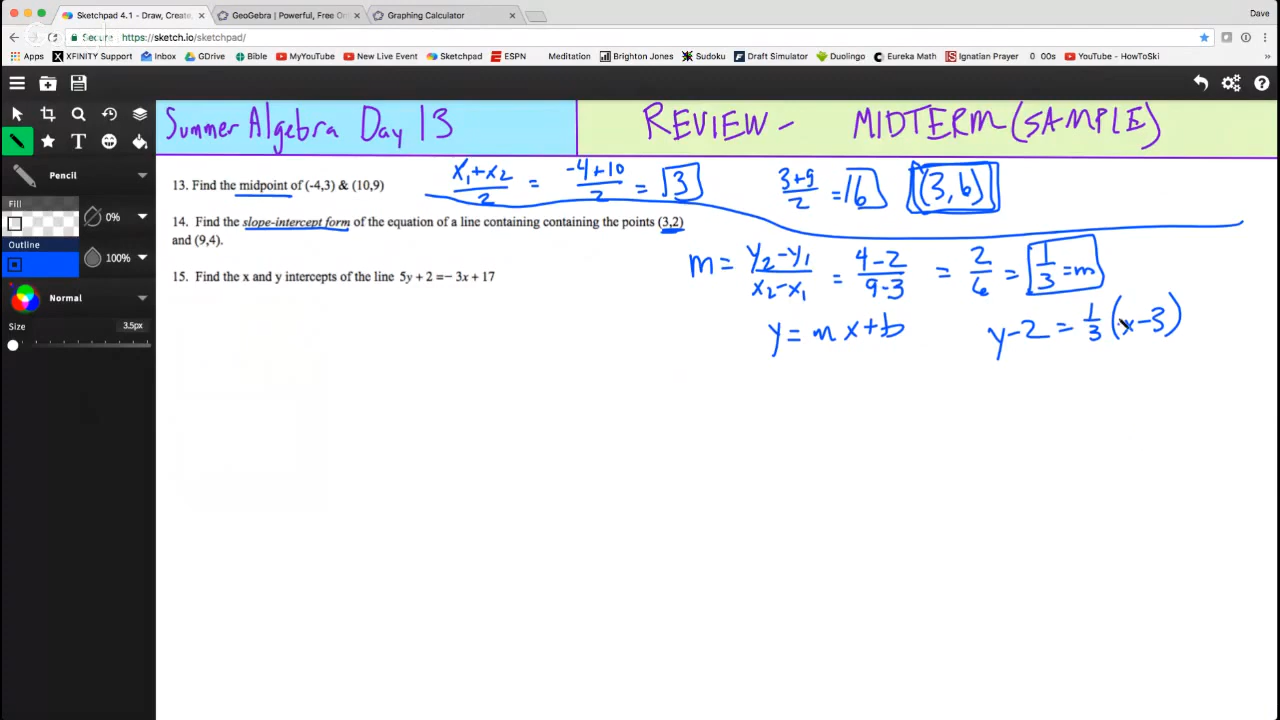 Sketchpad 4.1 - Draw, Create,
GeoGebra | Powerful, Free On
Graphing Calculator
Dave
Secure https://sketch.io/sketchpad/
Apps XFINITY Support Inbox GDrive Bible MyYouTube New Live Event Sketchpad ESPN Meditation Brighton Jones Sudoku Draft Simulator Duolingo Eureka Math Ignatian Prayer 0 00s YouTube - HowToSki
Summer Algebra Day 13 REVIEW - MIDTERM (SAMPLE)
Pencil
Fill
0%
Outline
100%
Normal
Size 3.5px
13. Find the midpoint of (-4,3) & (10,9)
x₁+x₂/2 = -4+10/2 = 3 3+9/2 = 6 (3,6)
14. Find the slope-intercept form of the equation of a line containing containing the points (3,2)
and (9,4).
m = y₂-y₁/x₂-x₁ = 4-2/9-3 = 2/6 = 1/3 = m
15. Find the x and y intercepts of the line 5y + 2 =− 3x + 17
y = mx+b y-2 = 1/3 (x-3)